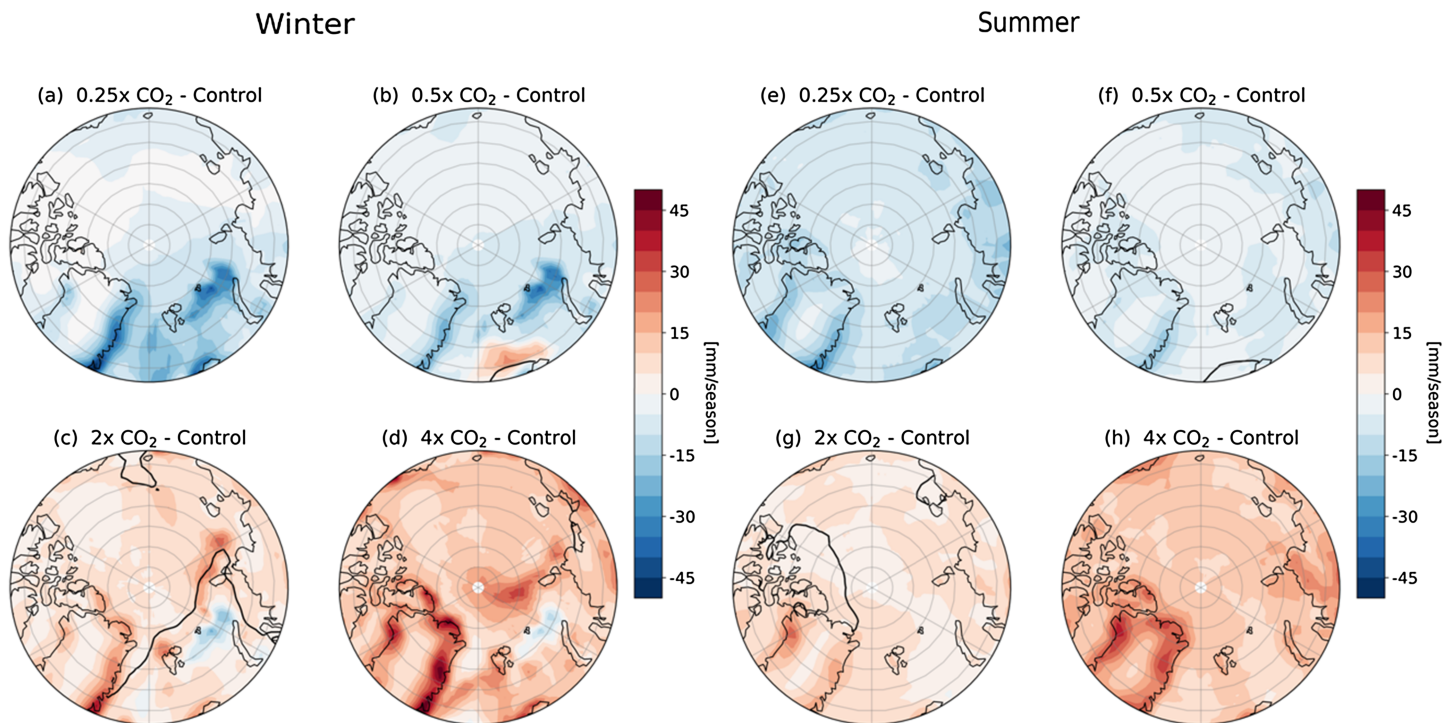 Winter
Summer
(a) 0.25x CO₂ - Control
(b) 0.5x CO₂ - Control
(e) 0.25x CO₂ - Control
(f) 0.5x CO₂ - Control
45
30
15
0
-15
-30
-45
[mm/season]
45
30
15
0
-15
-30
-45
[mm/season]
(c) 2x CO₂ - Control
(d) 4x CO₂ - Control
(g) 2x CO₂ - Control
(h) 4x CO₂ - Control